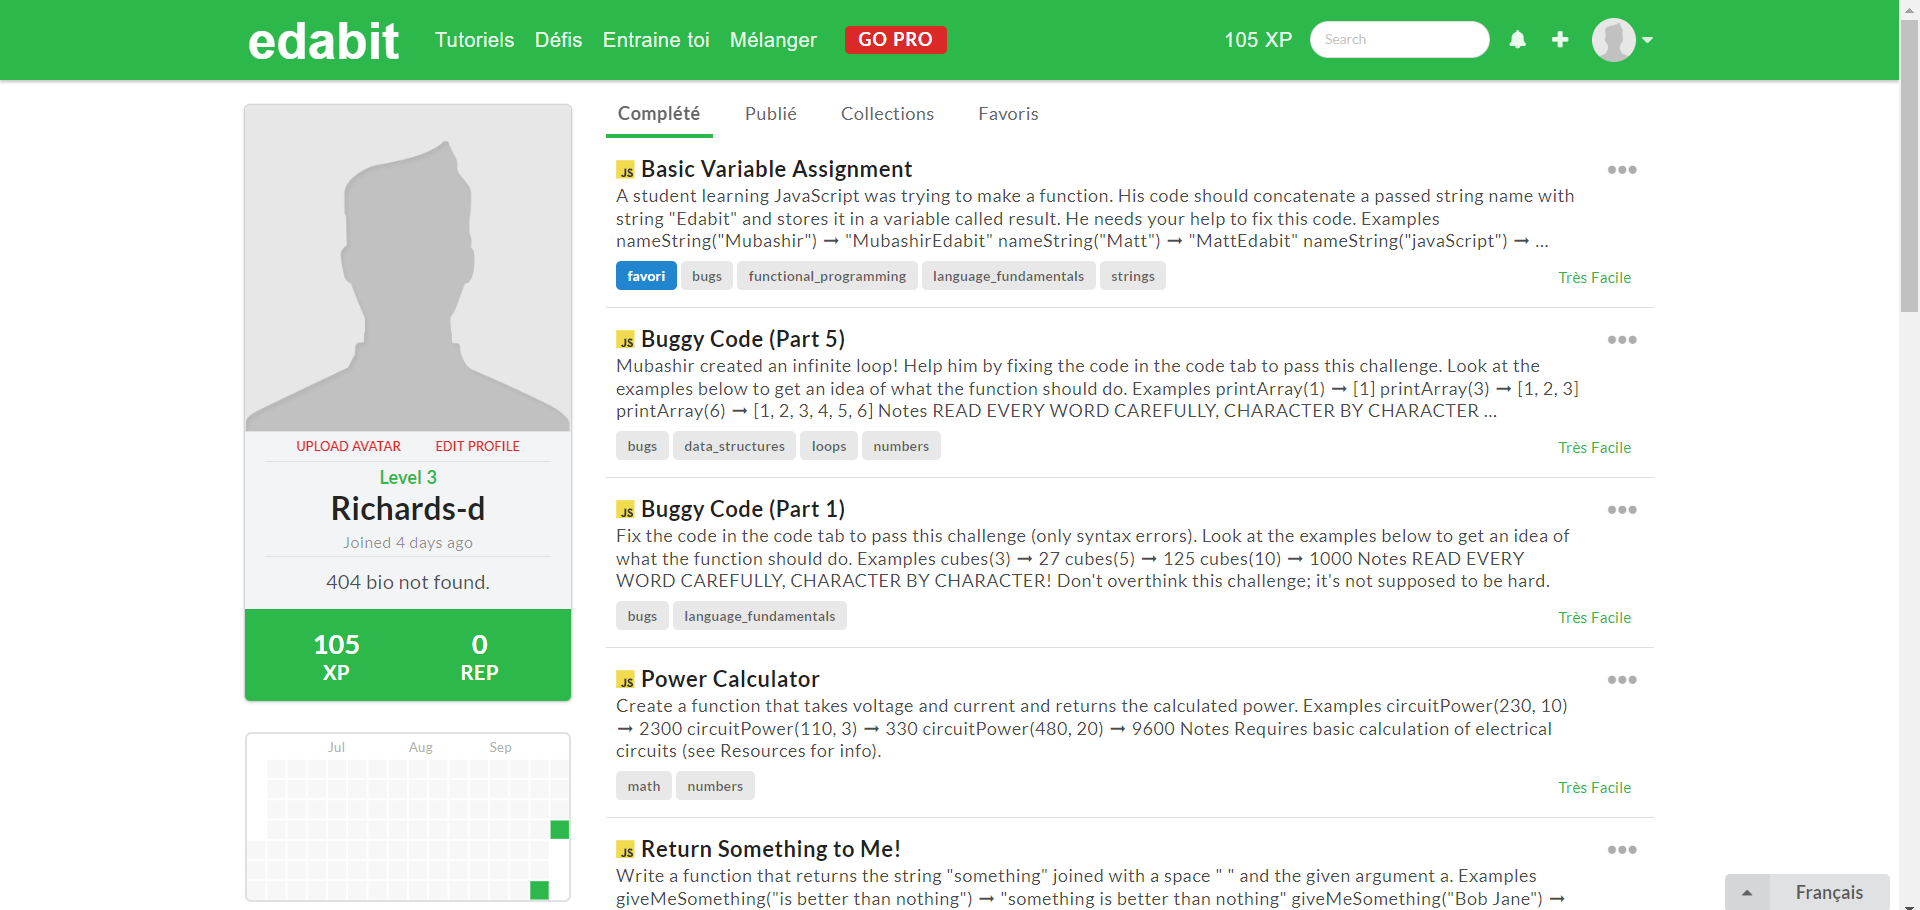 edabit
Tutoriels Défis Entraine toi Mélanger GO PRO
105 XP Search
UPLOAD AVATAR EDIT PROFILE
Level 3
Richards-d
Joined 4 days ago
404 bio not found.
105 0
XP REP
Jul Aug Sep
Complété Publié Collections Favoris
JS Basic Variable Assignment
A student learning JavaScript was trying to make a function. His code should concatenate a passed string name with
string "Edabit" and stores it in a variable called result. He needs your help to fix this code. Examples
nameString("Mubashir") ➞ "MubashirEdabit" nameString("Matt") ➞ "MattEdabit" nameString("javaScript") ➞ ...
favori bugs functional_programming language_fundamentals strings
Très Facile
JS Buggy Code (Part 5)
Mubashir created an infinite loop! Help him by fixing the code in the code tab to pass this challenge. Look at the
examples below to get an idea of what the function should do. Examples printArray(1) ➞ [1] printArray(3) ➞ [1, 2, 3]
printArray(6) ➞ [1, 2, 3, 4, 5, 6] Notes READ EVERY WORD CAREFULLY, CHARACTER BY CHARACTER ...
bugs data_structures loops numbers
Très Facile
JS Buggy Code (Part 1)
Fix the code in the code tab to pass this challenge (only syntax errors). Look at the examples below to get an idea of
what the function should do. Examples cubes(3) ➞ 27 cubes(5) ➞ 125 cubes(10) ➞ 1000 Notes READ EVERY
WORD CAREFULLY, CHARACTER BY CHARACTER! Don't overthink this challenge; it's not supposed to be hard.
bugs language_fundamentals
Très Facile
JS Power Calculator
Create a function that takes voltage and current and returns the calculated power. Examples circuitPower(230, 10)
➞ 2300 circuitPower(110, 3) ➞ 330 circuitPower(480, 20) ➞ 9600 Notes Requires basic calculation of electrical
circuits (see Resources for info).
math numbers
Très Facile
JS Return Something to Me!
Write a function that returns the string "something" joined with a space " " and the given argument a. Examples
giveMeSomething("is better than nothing") ➞ "something is better than nothing" giveMeSomething("Bob Jane") ➞
Français